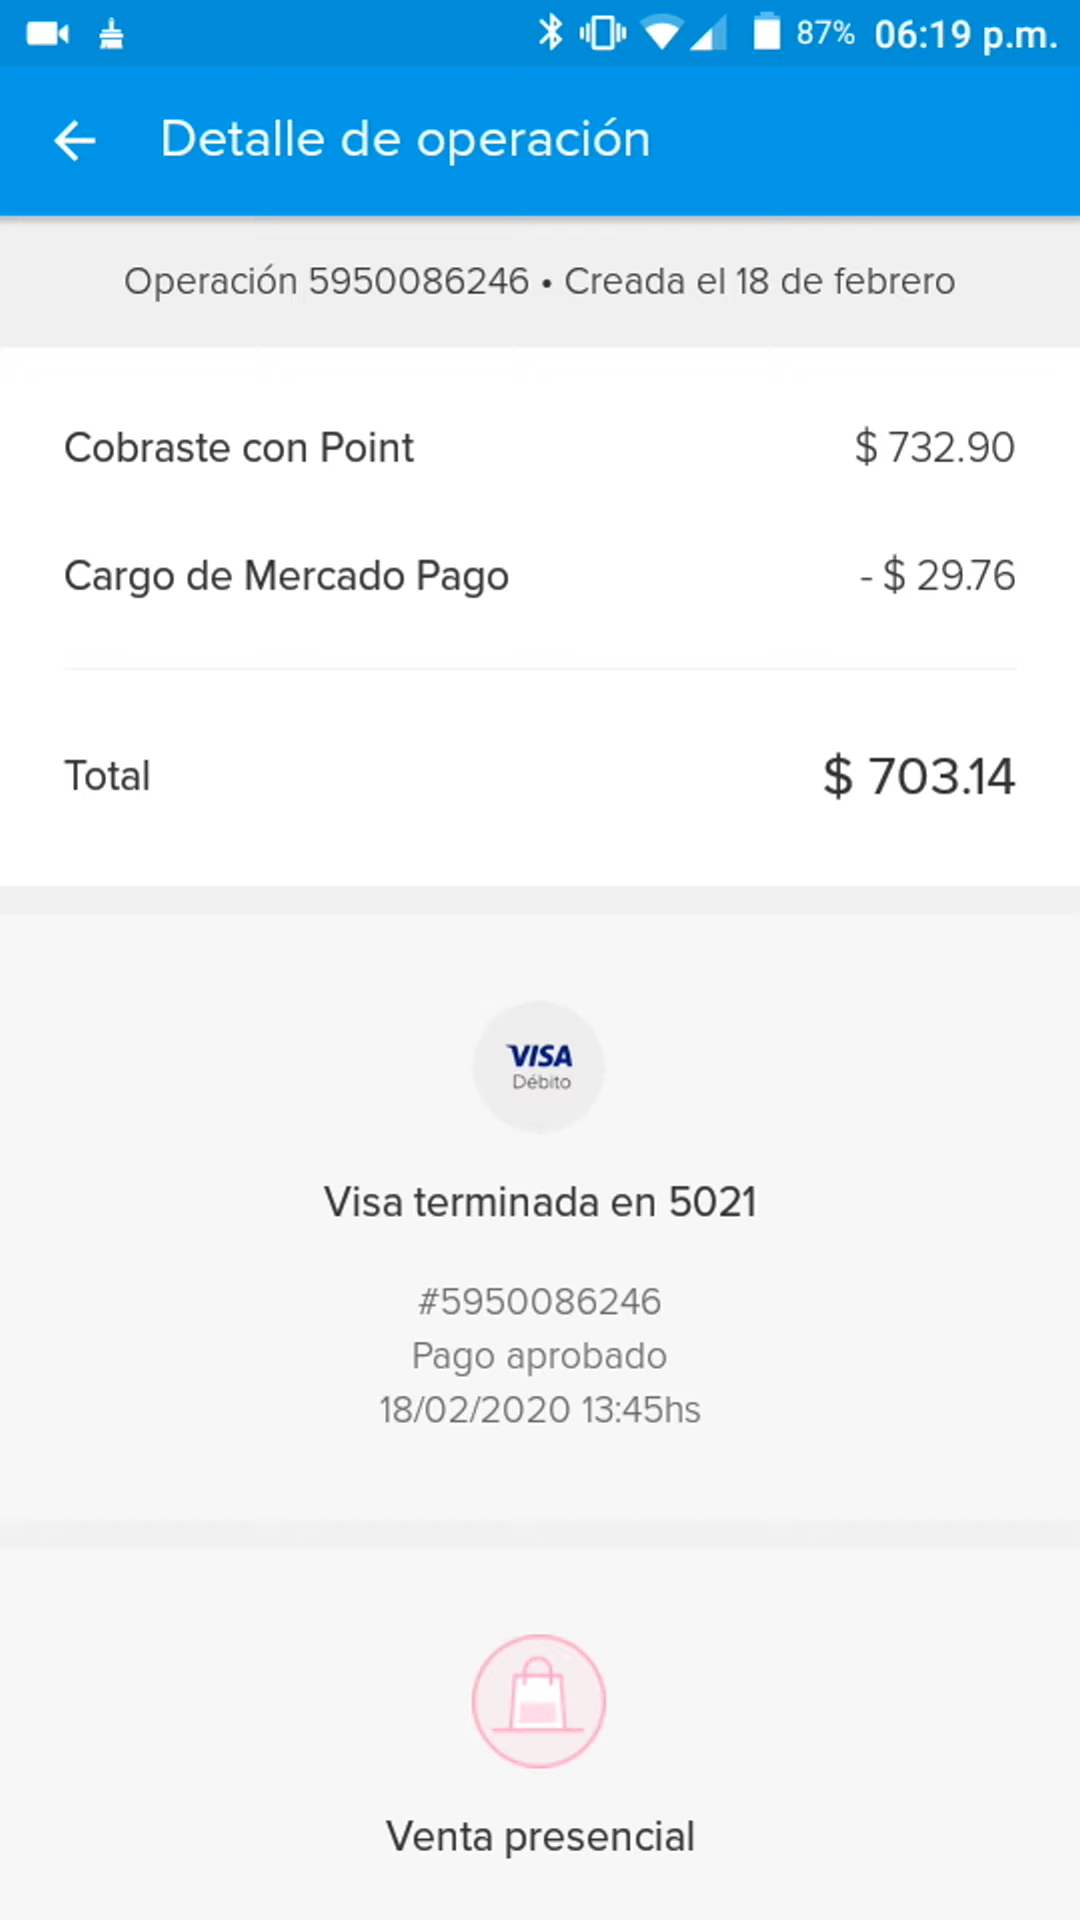 87% 06:19 p.m.
Detalle de operación
Operación 5950086246 • Creada el 18 de febrero
Cobraste con Point $ 732.90
Cargo de Mercado Pago - $ 29.76
Total $ 703.14
VISA
Débito
Visa terminada en 5021
#5950086246
Pago aprobado
18/02/2020 13:45hs
Venta presencial